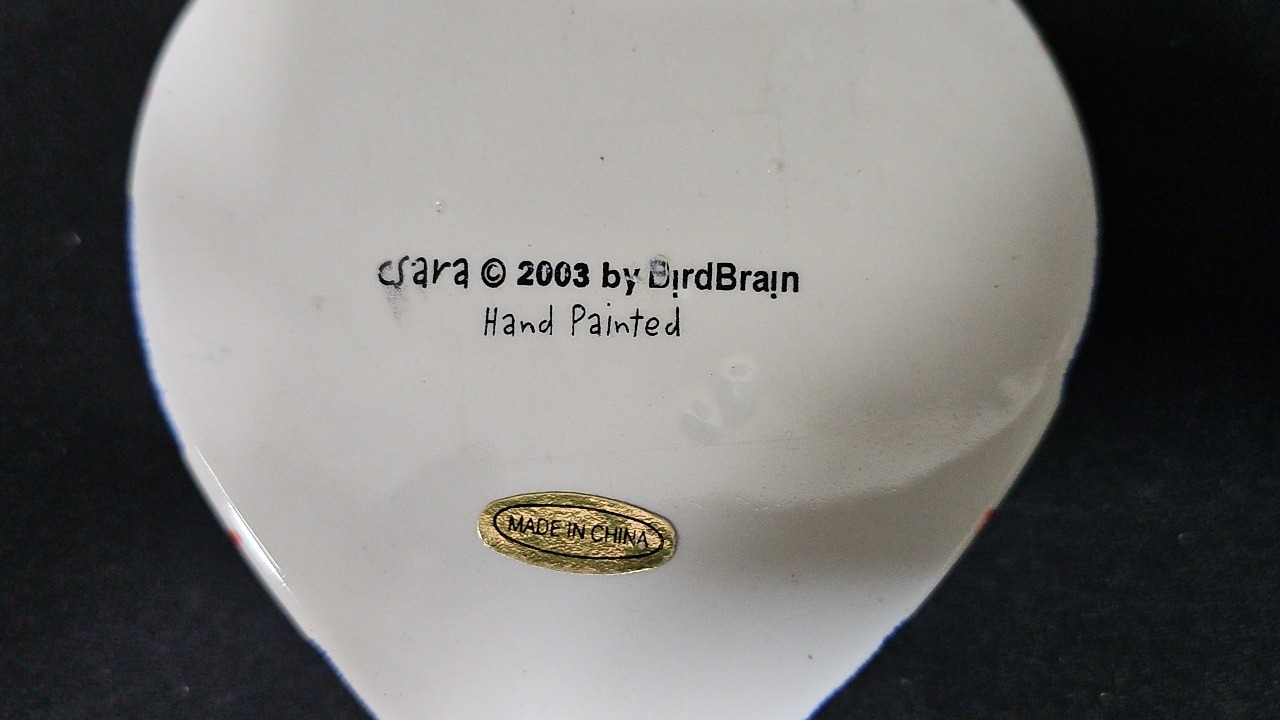 csara © 2003 by BirdBrain
Hand Painted
MADE IN CHINA